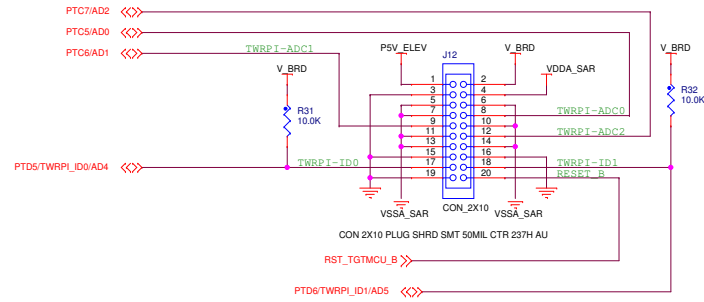 PTC7/AD2
PTC5/AD0
PTC6/AD1
TWRPI-ADC1
P5V_ELEV
J12
V_BRD
V_BRD
V_BRD
VDDA_SAR
1 2
3 4
5 6
7 8
9 10
11 12
13 14
15 16
17 18
19 20
R31
10.0K
R32
10.0K
TWRPI-ADC0
TWRPI-ADC2
PTD5/TWRPI_ID0/AD4
TWRPI-ID0
TWRPI-ID1
RESET_B
VSSA_SAR
CON_2X10
VSSA_SAR
CON 2X10 PLUG SHRD SMT 50MIL CTR 237H AU
RST_TGTMCU_B
PTD6/TWRPI_ID1/AD5